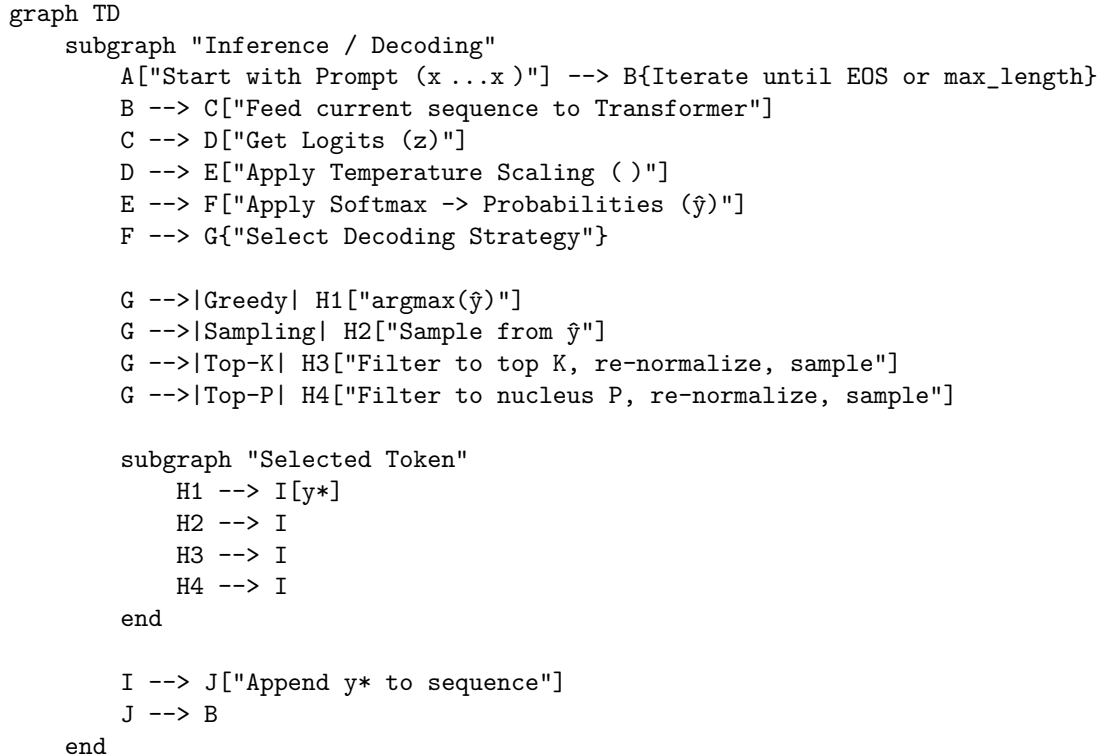 graph TD
    subgraph "Inference / Decoding"
        A["Start with Prompt (x ...x )"] --> B{Iterate until EOS or max_length}
        B --> C["Feed current sequence to Transformer"]
        C --> D["Get Logits (z)"]
        D --> E["Apply Temperature Scaling ( )"]
        E --> F["Apply Softmax -> Probabilities (ŷ)"]
        F --> G{"Select Decoding Strategy"}

        G -->|Greedy| H1["argmax(ŷ)"]
        G -->|Sampling| H2["Sample from ŷ"]
        G -->|Top-K| H3["Filter to top K, re-normalize, sample"]
        G -->|Top-P| H4["Filter to nucleus P, re-normalize, sample"]

        subgraph "Selected Token"
            H1 --> I[y*]
            H2 --> I
            H3 --> I
            H4 --> I
        end

        I --> J["Append y* to sequence"]
        J --> B
    end